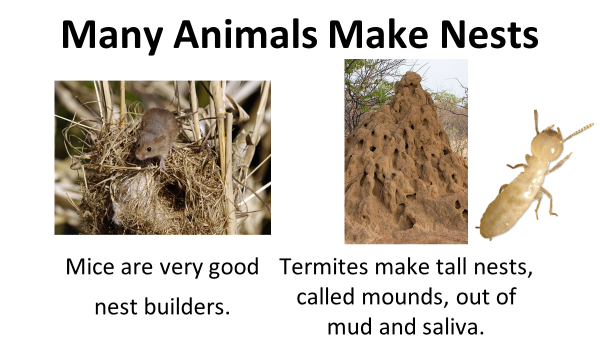 Many Animals Make Nests
Mice are very good
nest builders.
Termites make tall nests,
called mounds, out of
mud and saliva.